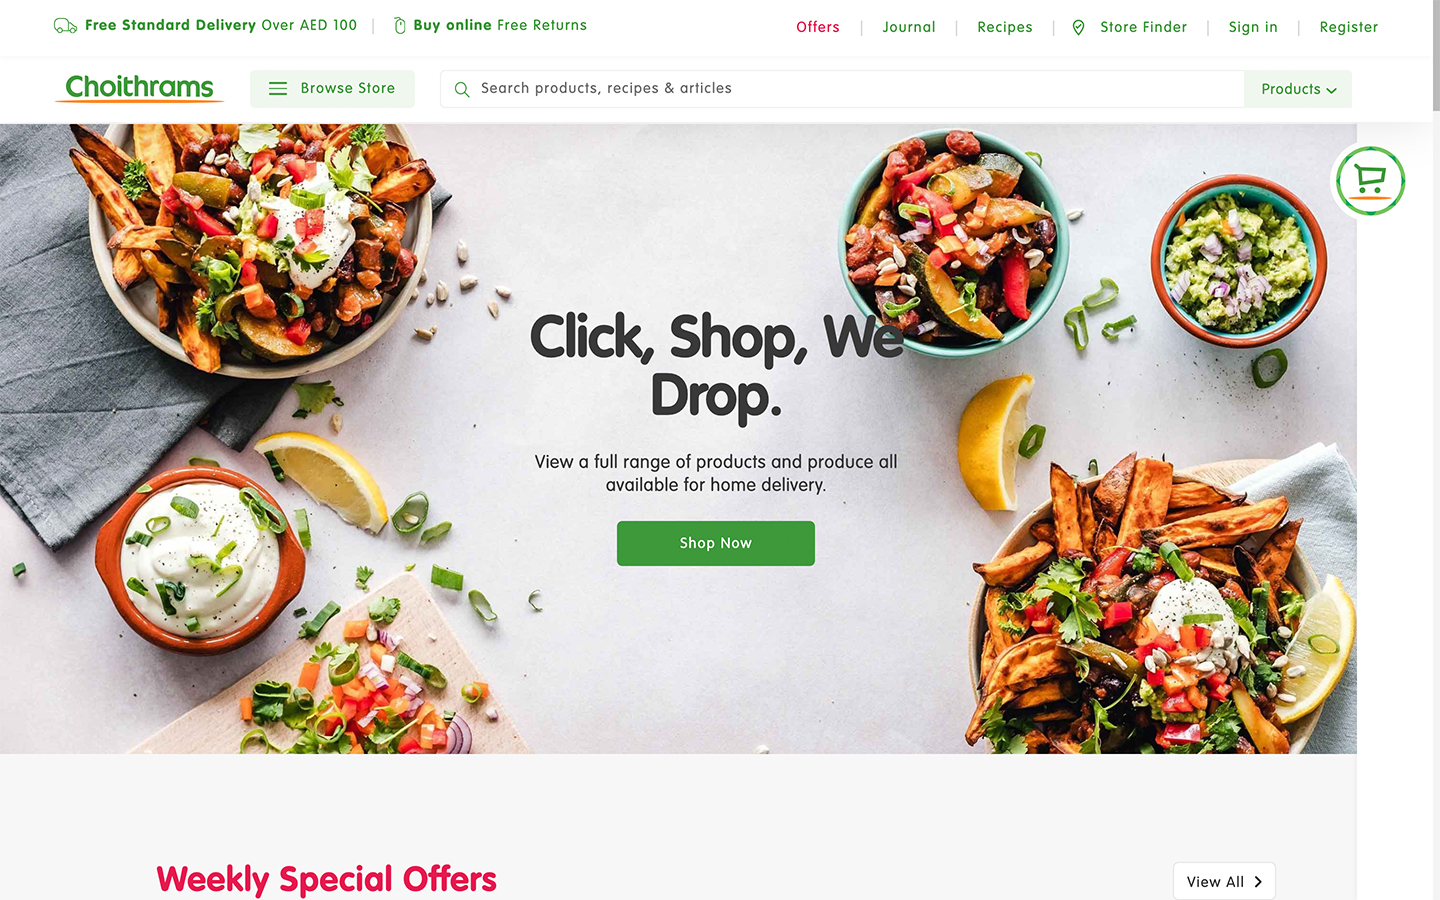 Free Standard Delivery Over AED 100
Buy online Free Returns
Offers
Journal
Recipes
Store Finder
Sign in
Register
Choithrams
Browse Store
Search products, recipes & articles
Products
Click, Shop, We
Drop.
View a full range of products and produce all
available for home delivery.
Shop Now
Weekly Special Offers
View All